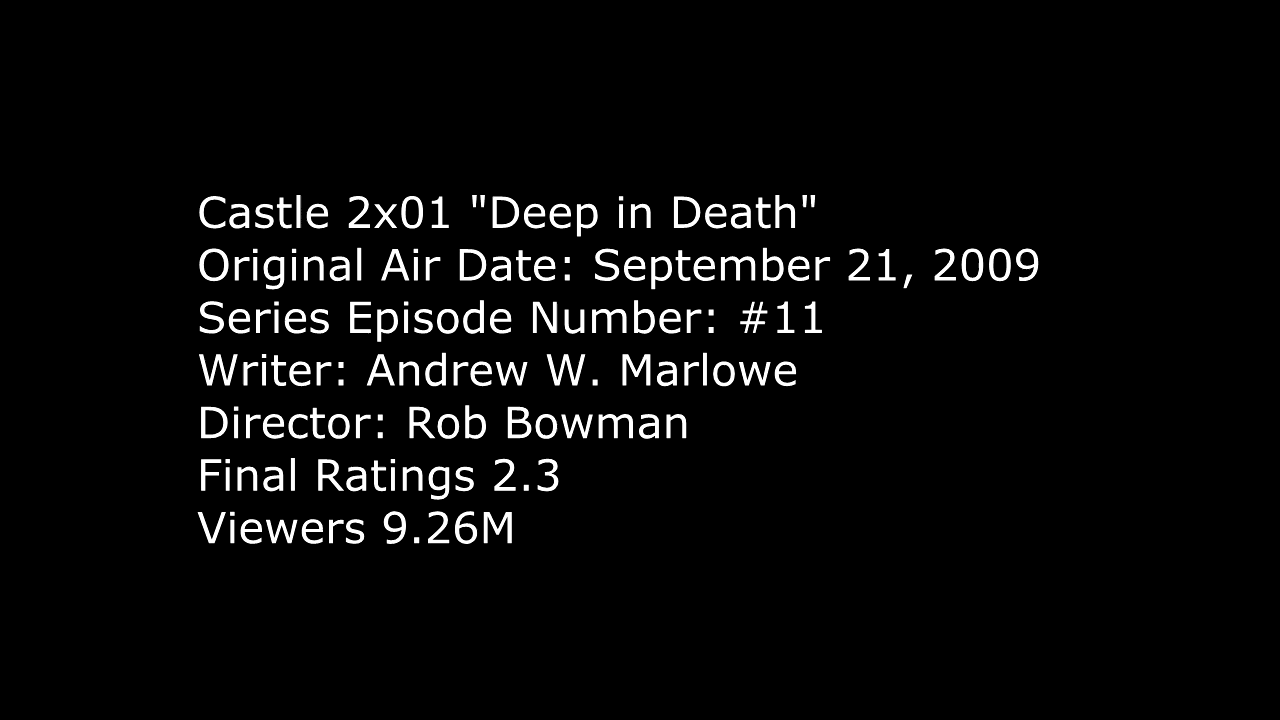 Castle 2x01 "Deep in Death"
Original Air Date: September 21, 2009
Series Episode Number: #11
Writer: Andrew W. Marlowe
Director: Rob Bowman
Final Ratings 2.3
Viewers 9.26M